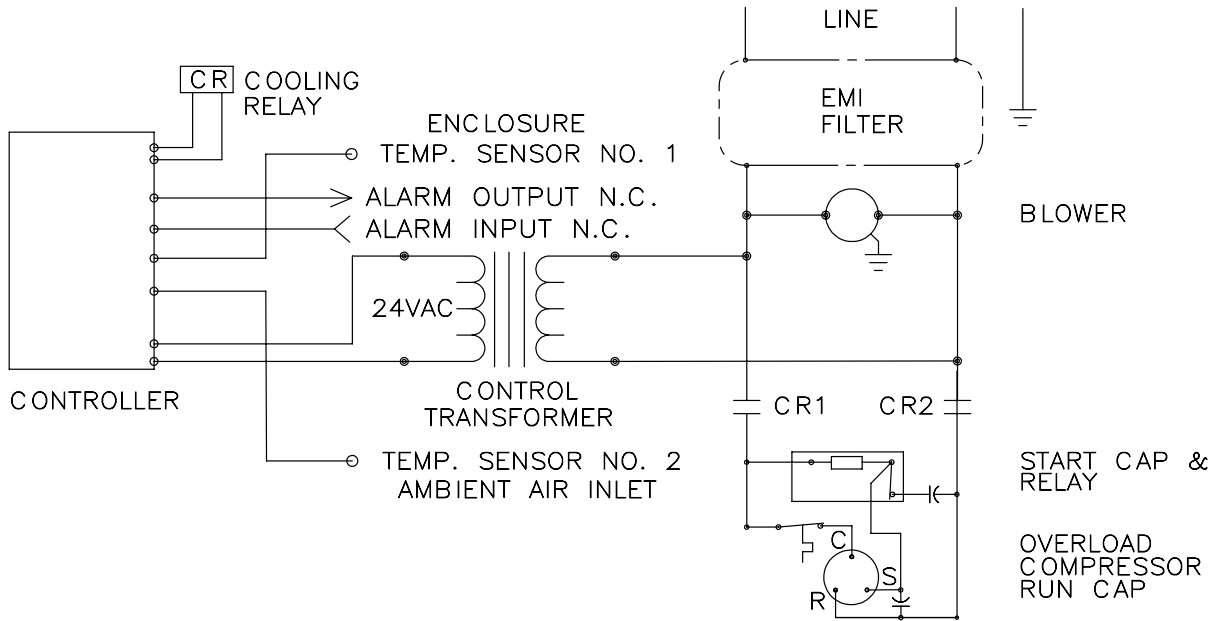 LINE
CR
COOLING
RELAY
EMI
FILTER
ENCLOSURE
TEMP. SENSOR NO. 1
ALARM OUTPUT N.C.
ALARM INPUT N.C.
BLOWER
24VAC
CONTROLLER
CONTROL
TRANSFORMER
CR1
CR2
TEMP. SENSOR NO. 2
AMBIENT AIR INLET
START CAP &
RELAY
C
S
R
OVERLOAD
COMPRESSOR
RUN CAP